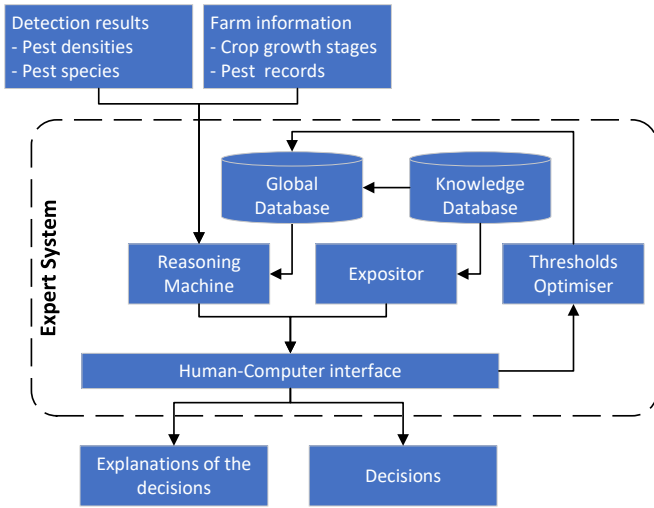 Detection results
- Pest densities
- Pest species
Farm information
- Crop growth stages
- Pest records
Expert System
Global
Database
Knowledge
Database
Reasoning
Machine
Expositor
Thresholds
Optimiser
Human-Computer interface
Explanations of the
decisions
Decisions